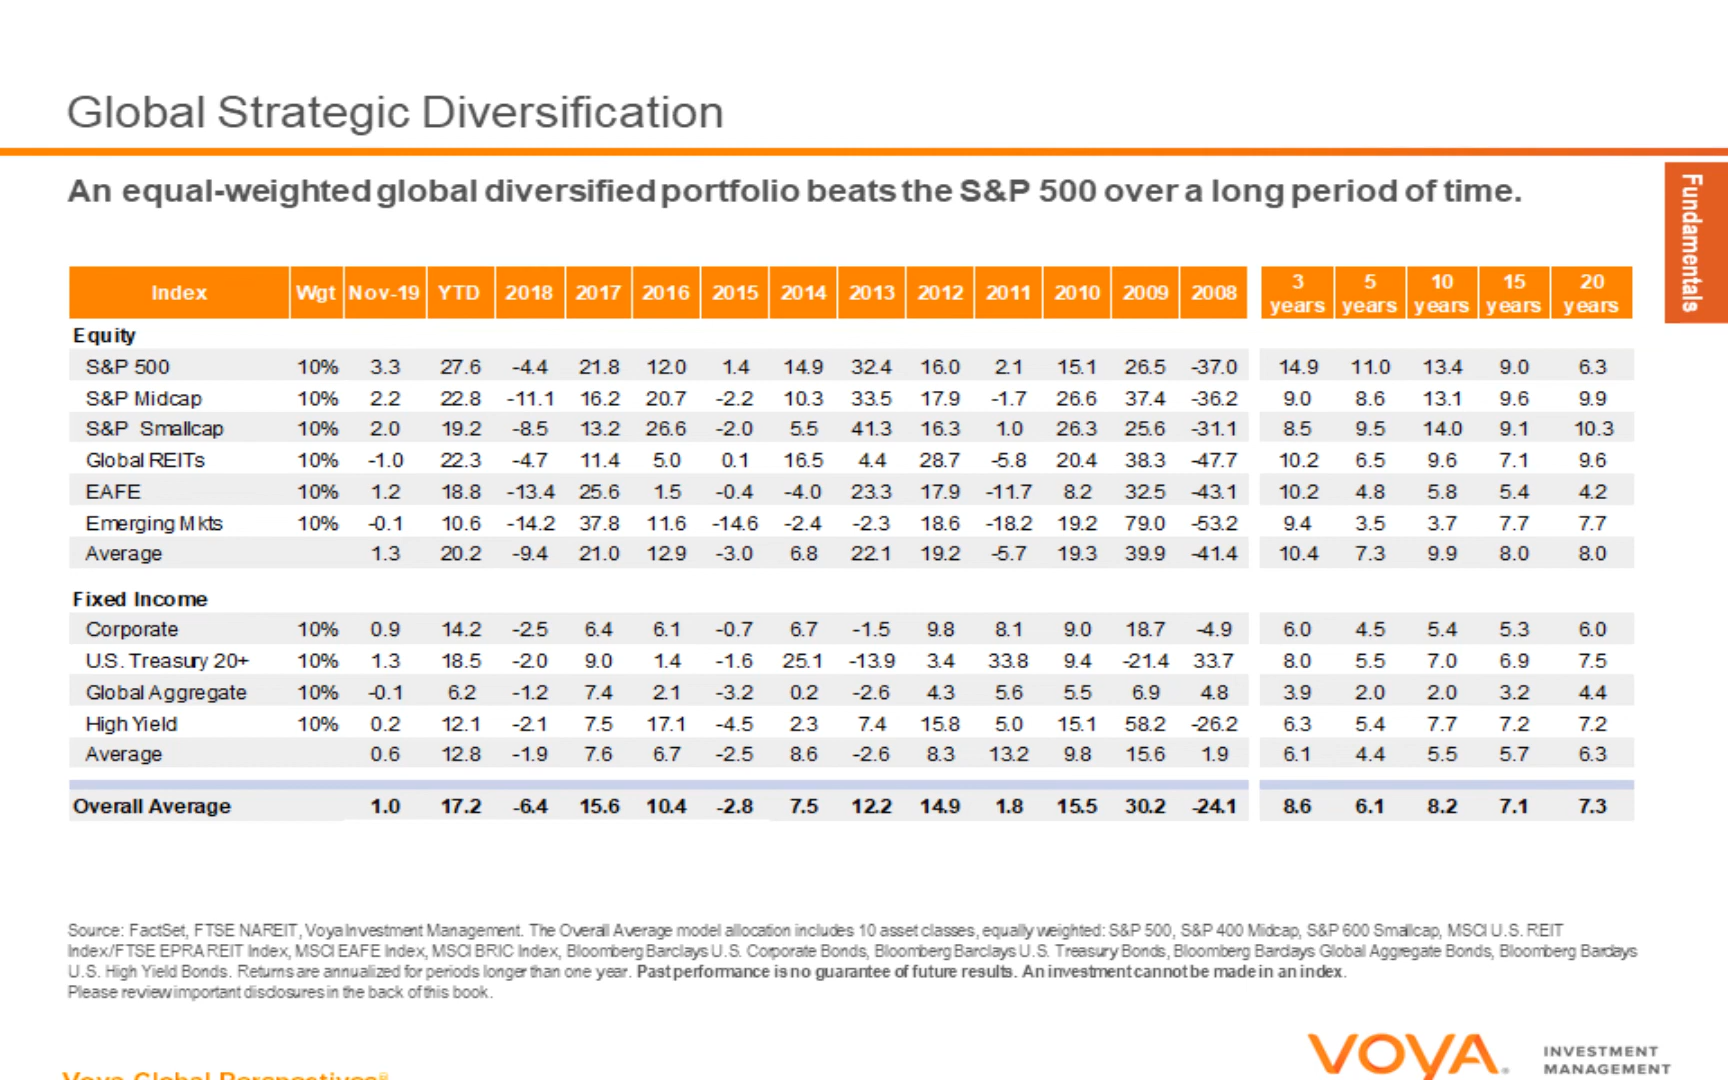 Global Strategic Diversification
An equal-weighted global diversified portfolio beats the S&P 500 over a long period of time.
Fundamentals
Index Wgt Nov-19 YTD 2018 2017 2016 2015 2014 2013 2012 2011 2010 2009 2008 3 years 5 years 10 years 15 years 20 years
Equity
S&P 500 10% 3.3 27.6 -4.4 21.8 12.0 1.4 14.9 32.4 16.0 2.1 15.1 26.5 -37.0 14.9 11.0 13.4 9.0 6.3
S&P Midcap 10% 2.2 22.8 -11.1 16.2 20.7 -2.2 10.3 33.5 17.9 -1.7 26.6 37.4 -36.2 9.0 8.6 13.1 9.6 9.9
S&P Smallcap 10% 2.0 19.2 -8.5 13.2 26.6 -2.0 5.5 41.3 16.3 1.0 26.3 25.6 -31.1 8.5 9.5 14.0 9.1 10.3
Global REITs 10% -1.0 22.3 -4.7 11.4 5.0 0.1 16.5 4.4 28.7 -5.8 20.4 38.3 -47.7 10.2 6.5 9.6 7.1 9.6
EAFE 10% 1.2 18.8 -13.4 25.6 1.5 -0.4 -4.0 23.3 17.9 -11.7 8.2 32.5 -43.1 10.2 4.8 5.8 5.4 4.2
Emerging Mkts 10% -0.1 10.6 -14.2 37.8 11.6 -14.6 -2.4 -2.3 18.6 -18.2 19.2 79.0 -53.2 9.4 3.5 3.7 7.7 7.7
Average 1.3 20.2 -9.4 21.0 12.9 -3.0 6.8 22.1 19.2 -5.7 19.3 39.9 -41.4 10.4 7.3 9.9 8.0 8.0
Fixed Income
Corporate 10% 0.9 14.2 -2.5 6.4 6.1 -0.7 6.7 -1.5 9.8 8.1 9.0 18.7 -4.9 6.0 4.5 5.4 5.3 6.0
U.S. Treasury 20+ 10% 1.3 18.5 -2.0 9.0 1.4 -1.6 25.1 -13.9 3.4 33.8 9.4 -21.4 33.7 8.0 5.5 7.0 6.9 7.5
Global Aggregate 10% -0.1 6.2 -1.2 7.4 2.1 -3.2 0.2 -2.6 4.3 5.6 5.5 6.9 4.8 3.9 2.0 2.0 3.2 4.4
High Yield 10% 0.2 12.1 -2.1 7.5 17.1 -4.5 2.3 7.4 15.8 5.0 15.1 58.2 -26.2 6.3 5.4 7.7 7.2 7.2
Average 0.6 12.8 -1.9 7.6 6.7 -2.5 8.6 -2.6 8.3 13.2 9.8 15.6 1.9 6.1 4.4 5.5 5.7 6.3
Overall Average 1.0 17.2 -6.4 15.6 10.4 -2.8 7.5 12.2 14.9 1.8 15.5 30.2 -24.1 8.6 6.1 8.2 7.1 7.3
Source: FactSet, FTSE NAREIT, Voya Investment Management. The Overall Average model allocation includes 10 asset classes, equally weighted: S&P 500, S&P 400 Midcap, S&P 600 Smallcap, MSCI U.S. REIT
Index/FTSE EPRA REIT Index, MSCI EAFE Index, MSCI BRIC Index, Bloomberg Barclays U.S. Corporate Bonds, Bloomberg Barclays U.S. Treasury Bonds, Bloomberg Barclays Global Aggregate Bonds, Bloomberg Barclays
U.S. High Yield Bonds. Returns are annualized for periods longer than one year. Past performance is no guarantee of future results. An investment cannot be made in an index.
Please review important disclosures in the back of this book.
Voya Global Perspectives®
VOYA. INVESTMENT
MANAGEMENT